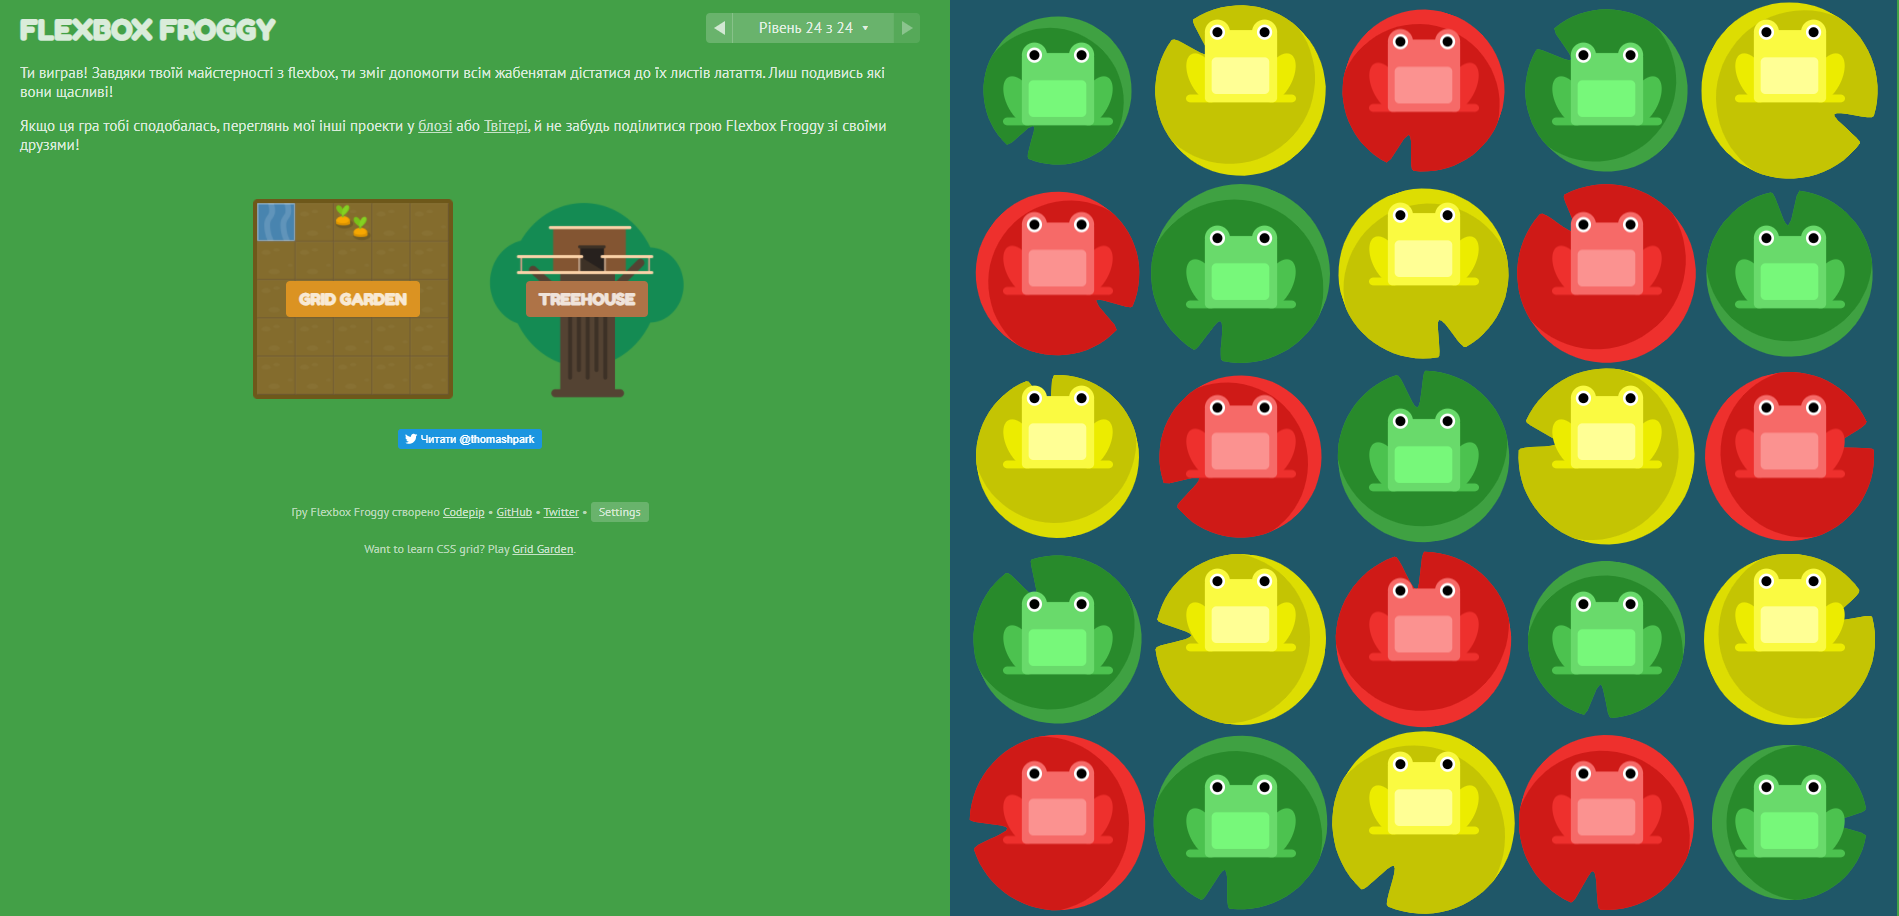 FLEXBOX FROGGY
Рівень 24 з 24
Ти виграв! Завдяки твоїй майстерності з flexbox, ти зміг допомогти всім жабенятам дістатися до їх листів латаття. Лиш подивись які
вони щасливі!
Якщо ця гра тобі сподобалась, переглянь мої інші проекти у блозі або Твітері, й не забудь поділитися грою Flexbox Froggy зі своїми
друзями!
GRID GARDEN
TREEHOUSE
Читати @thomashpark
Гру Flexbox Froggy створено Codepip • GitHub • Twitter • Settings
Want to learn CSS grid? Play Grid Garden.